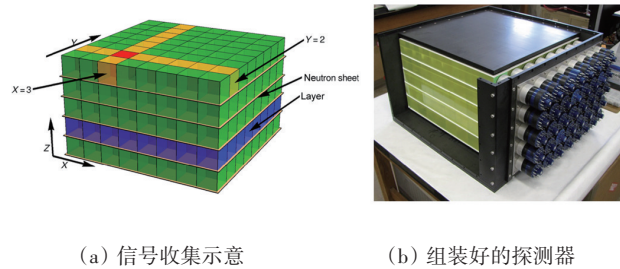 Y
Y=2
Neutron sheet
X=3
Layer
Z
X
(a) 信号收集示意
(b) 组装好的探测器